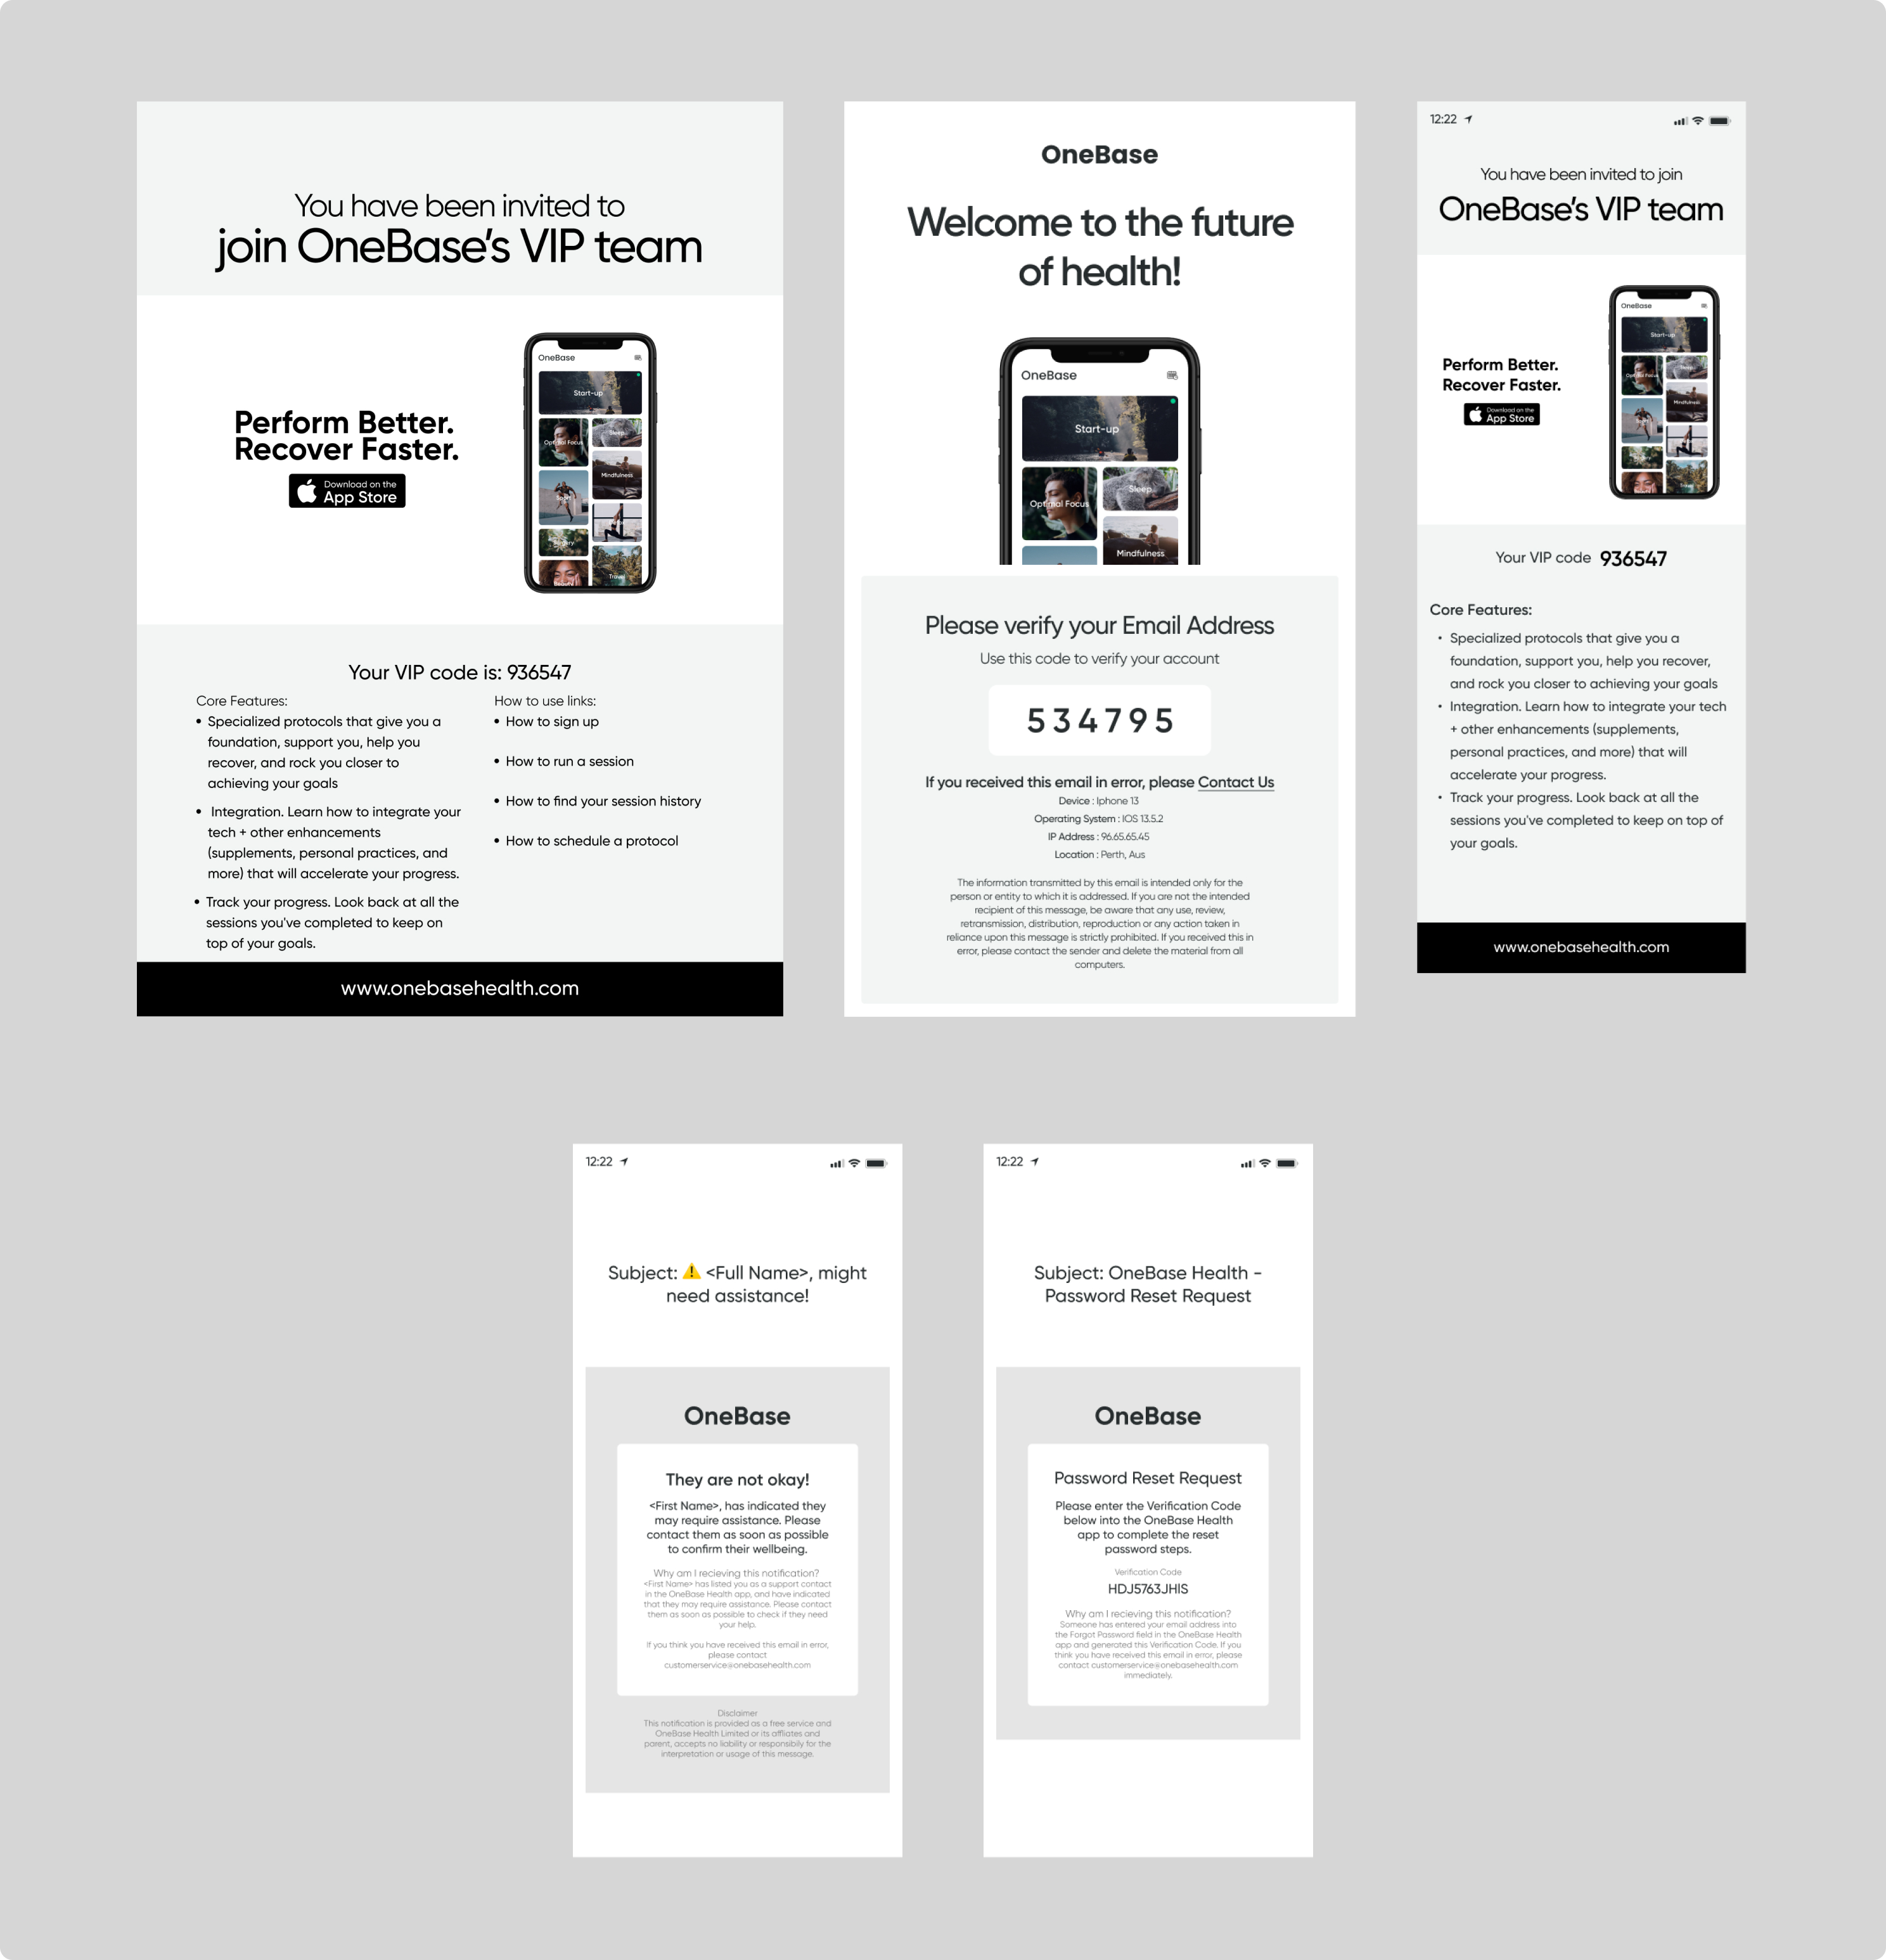 You have been invited to
join OneBase's VIP team
Perform Better.
Recover Faster.
Download on the
App Store
OneBase
Start-up
Optimal Focus
Sleep
Mindfulness
Sport
Travel
Your VIP code is: 936547
Core Features:
• Specialized protocols that give you a
foundation, support you, help you
recover, and rock you closer to
achieving your goals
• Integration. Learn how to integrate your
tech + other enhancements
(supplements, personal practices, and
more) that will accelerate your progress.
• Track your progress. Look back at all the
sessions you've completed to keep on
top of your goals.
How to use links:
• How to sign up
• How to run a session
• How to find your session history
• How to schedule a protocol
www.onebasehealth.com
OneBase
Welcome to the future
of health!
OneBase
Start-up
Optimal Focus
Sleep
Mindfulness
Please verify your Email Address
Use this code to verify your account
534795
If you received this email in error, please Contact Us
Device : Iphone 13
Operating System : IOS 13.5.2
IP Address : 96.65.65.45
Location : Perth, Aus
The information transmitted by this email is intended only for the
person or entity to which it is addressed. If you are not the intended
recipient of this message, be aware that any use, review,
retransmission, distribution, reproduction or any action taken in
reliance upon this message is strictly prohibited. If you received this in
error, please contact the sender and delete the material from all
computers.
12:22
You have been invited to join
OneBase's VIP team
Perform Better.
Recover Faster.
Download on the
App Store
OneBase
Start-up
Optimal Focus
Sleep
Mindfulness
Travel
Your VIP code 936547
Core Features:
• Specialized protocols that give you a
foundation, support you, help you recover,
and rock you closer to achieving your goals
• Integration. Learn how to integrate your tech
+ other enhancements (supplements,
personal practices, and more) that will
accelerate your progress.
• Track your progress. Look back at all the
sessions you've completed to keep on top of
your goals.
www.onebasehealth.com
12:22
Subject: ⚠ <Full Name>, might
need assistance!
OneBase
They are not okay!
<First Name>, has indicated they
may require assistance. Please
contact them as soon as possible
to confirm their wellbeing.
Why am I recieving this notification?
<First Name> has listed you as a support contact
in the OneBase Health app, and have indicated
that they may require assistance. Please contact
them as soon as possible to check if they need
your help.
If you think you have received this email in error,
please contact
customerservice@onebasehealth.com
Disclaimer
This notification is provided as a free service and
OneBase Health Limited or its affliates and
parent, accepts no liability or responsibily for the
interpretation or usage of this message.
12:22
Subject: OneBase Health -
Password Reset Request
OneBase
Password Reset Request
Please enter the Verification Code
below into the OneBase Health
app to complete the reset
password steps.
Verification Code
HDJ5763JHIS
Why am I recieving this notification?
Someone has entered your email address into
the Forgot Password field in the OneBase Health
app and generated this Verification Code. If you
think you have received this email in error, please
contact customerservice@onebasehealth.com
immediately.